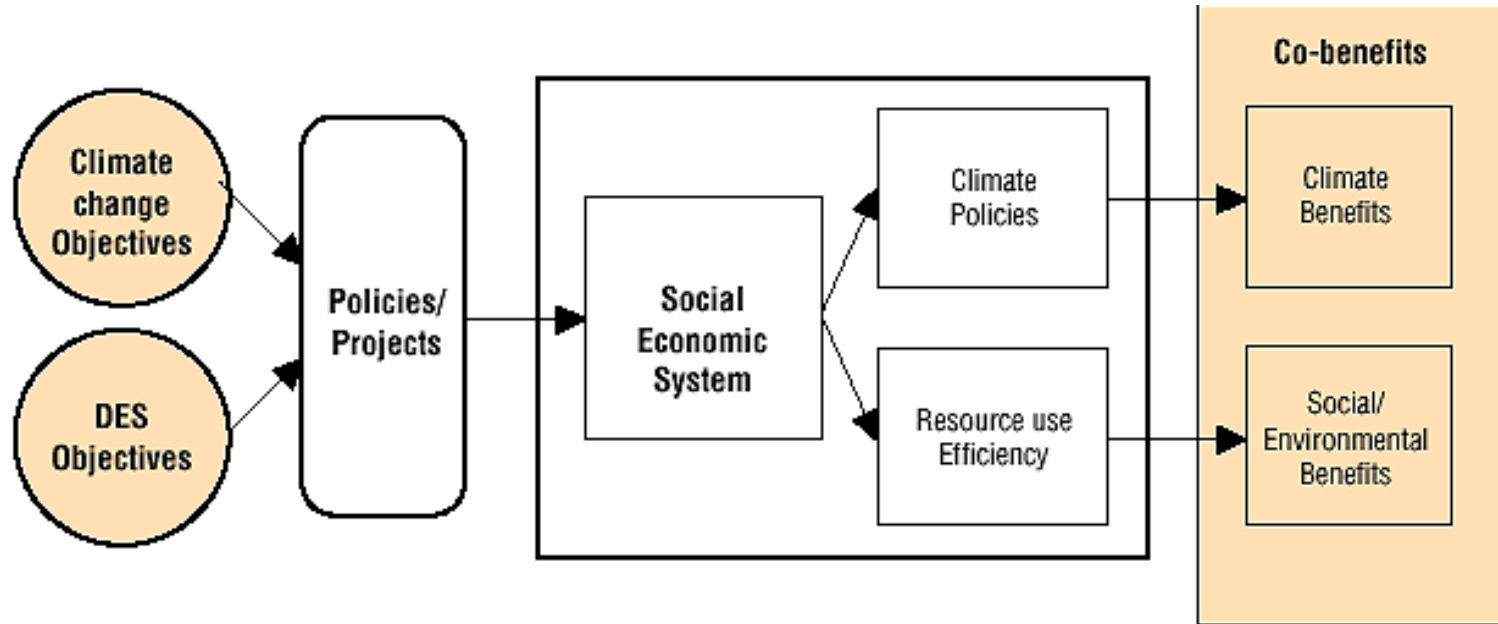 Climate
change
Objectives
DES
Objectives
Policies/
Projects
Social
Economic
System
Climate
Policies
Resource use
Efficiency
Co-benefits
Climate
Benefits
Social/
Environmental
Benefits